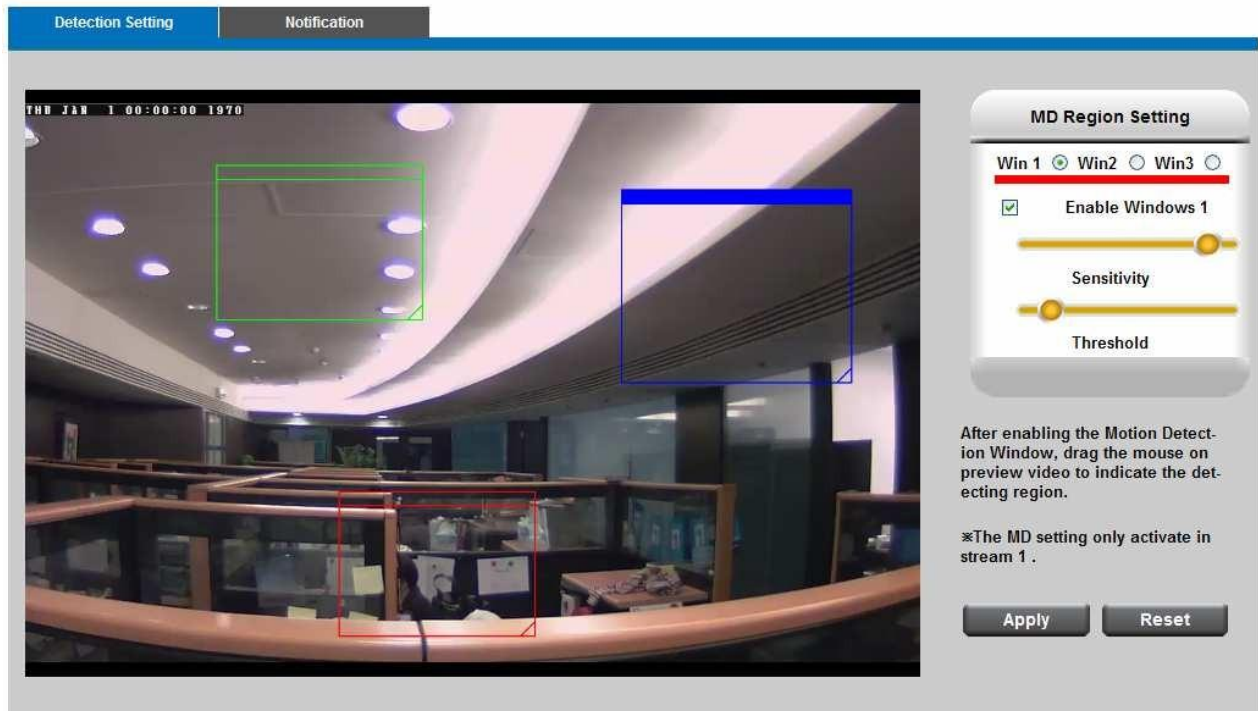 Detection Setting
Notification
THU JAN 1 00:00:00 1970
MD Region Setting
Win 1 Win2 Win3
Enable Windows 1
Sensitivity
Threshold
After enabling the Motion Detect-
ion Window, drag the mouse on
preview video to indicate the det-
ecting region.
※The MD setting only activate in
stream 1 .
Apply
Reset